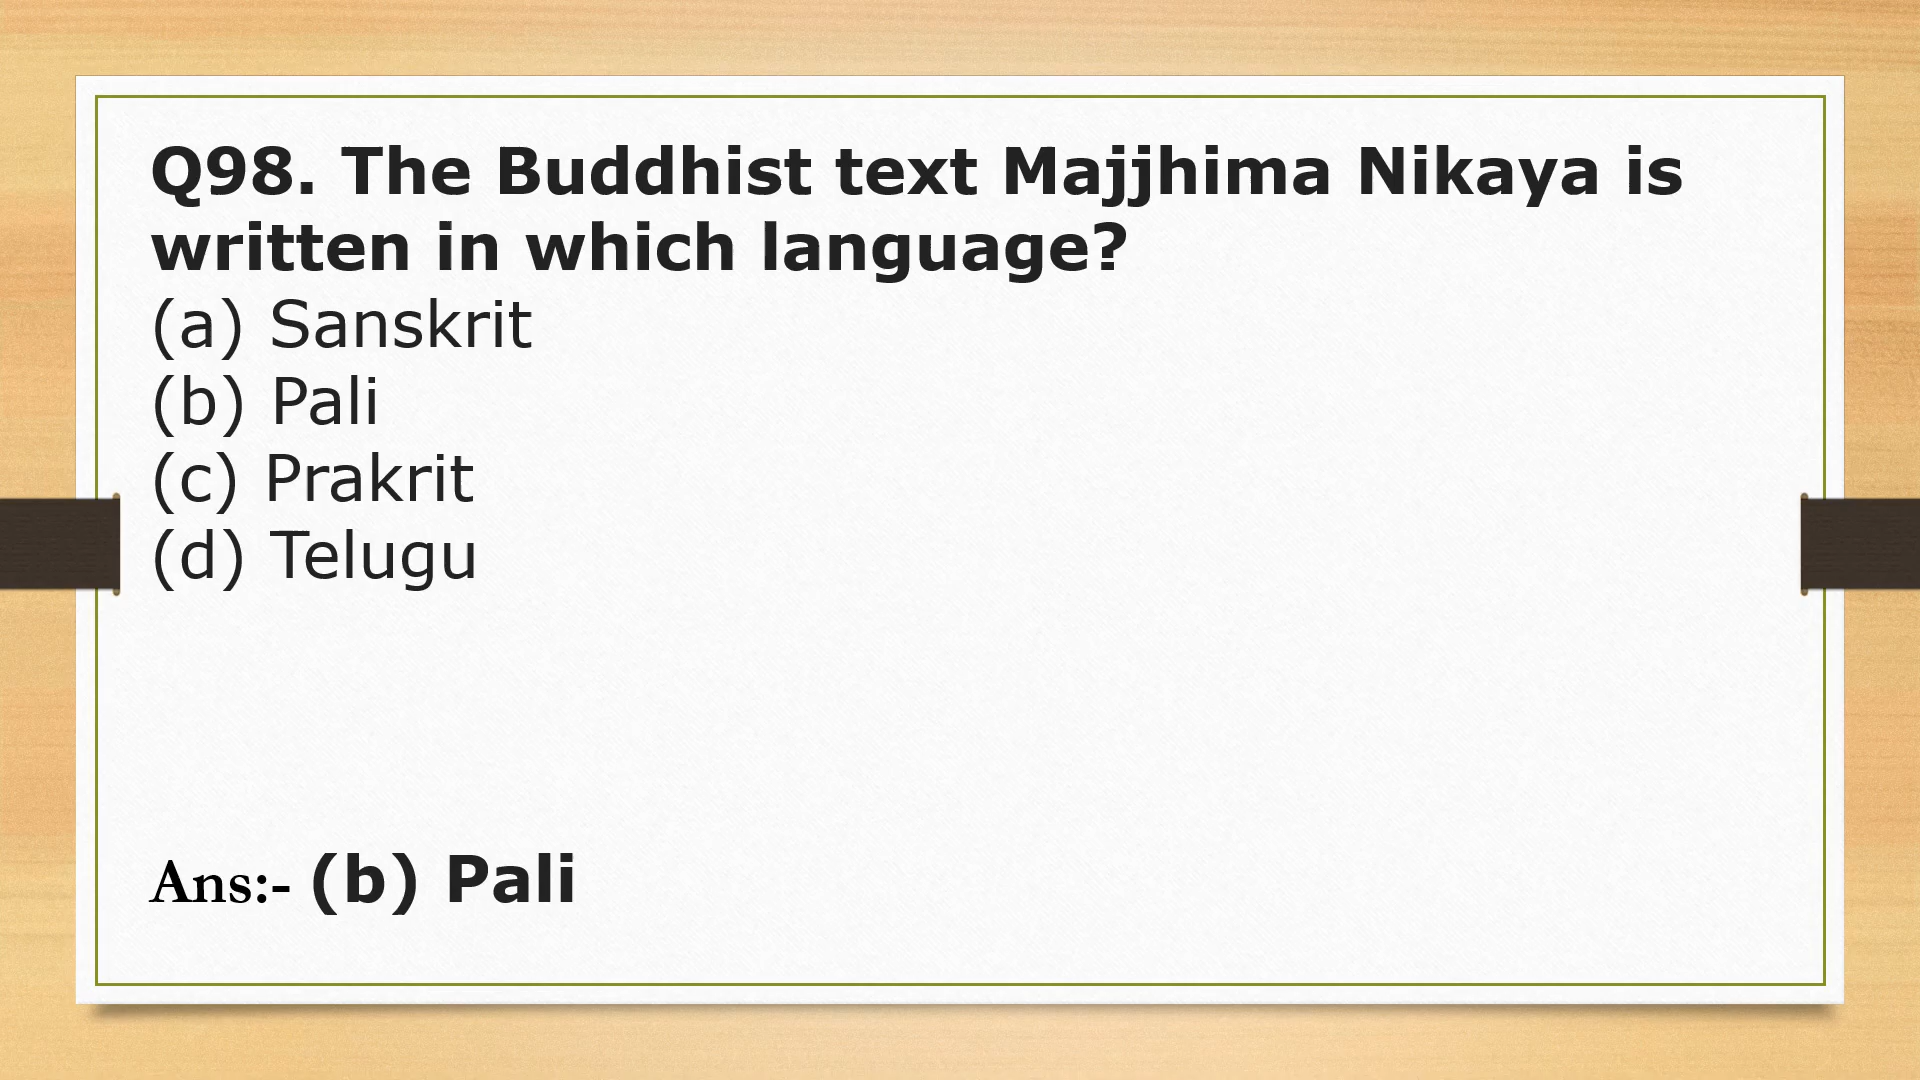 Q98. The Buddhist text Majjhima Nikaya is
written in which language?
(a) Sanskrit
(b) Pali
(c) Prakrit
(d) Telugu
Ans:- (b) Pali